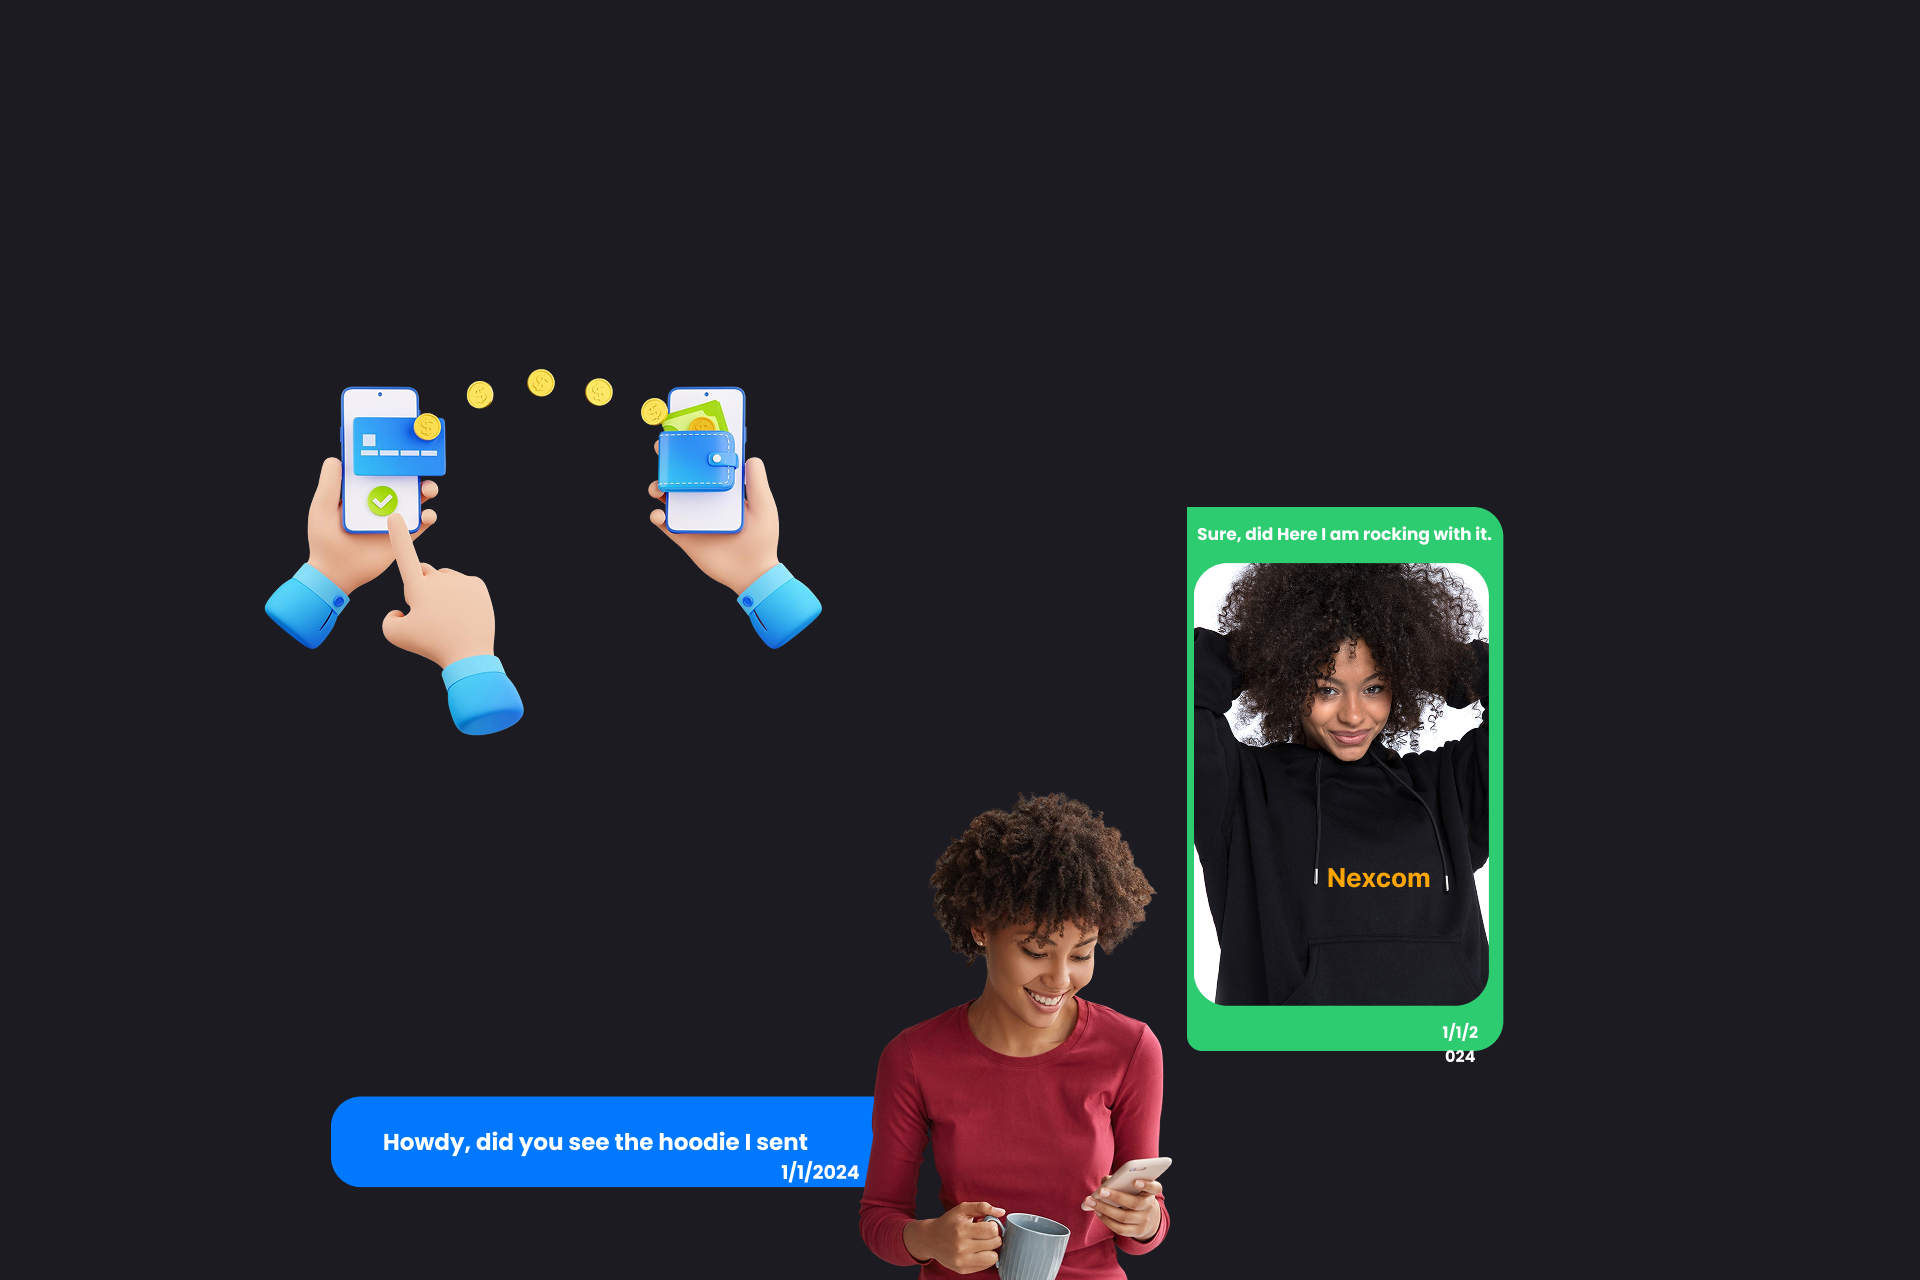 Sure, did Here I am rocking with it.
Nexcom
1/1/2
024
Howdy, did you see the hoodie I sent
1/1/2024